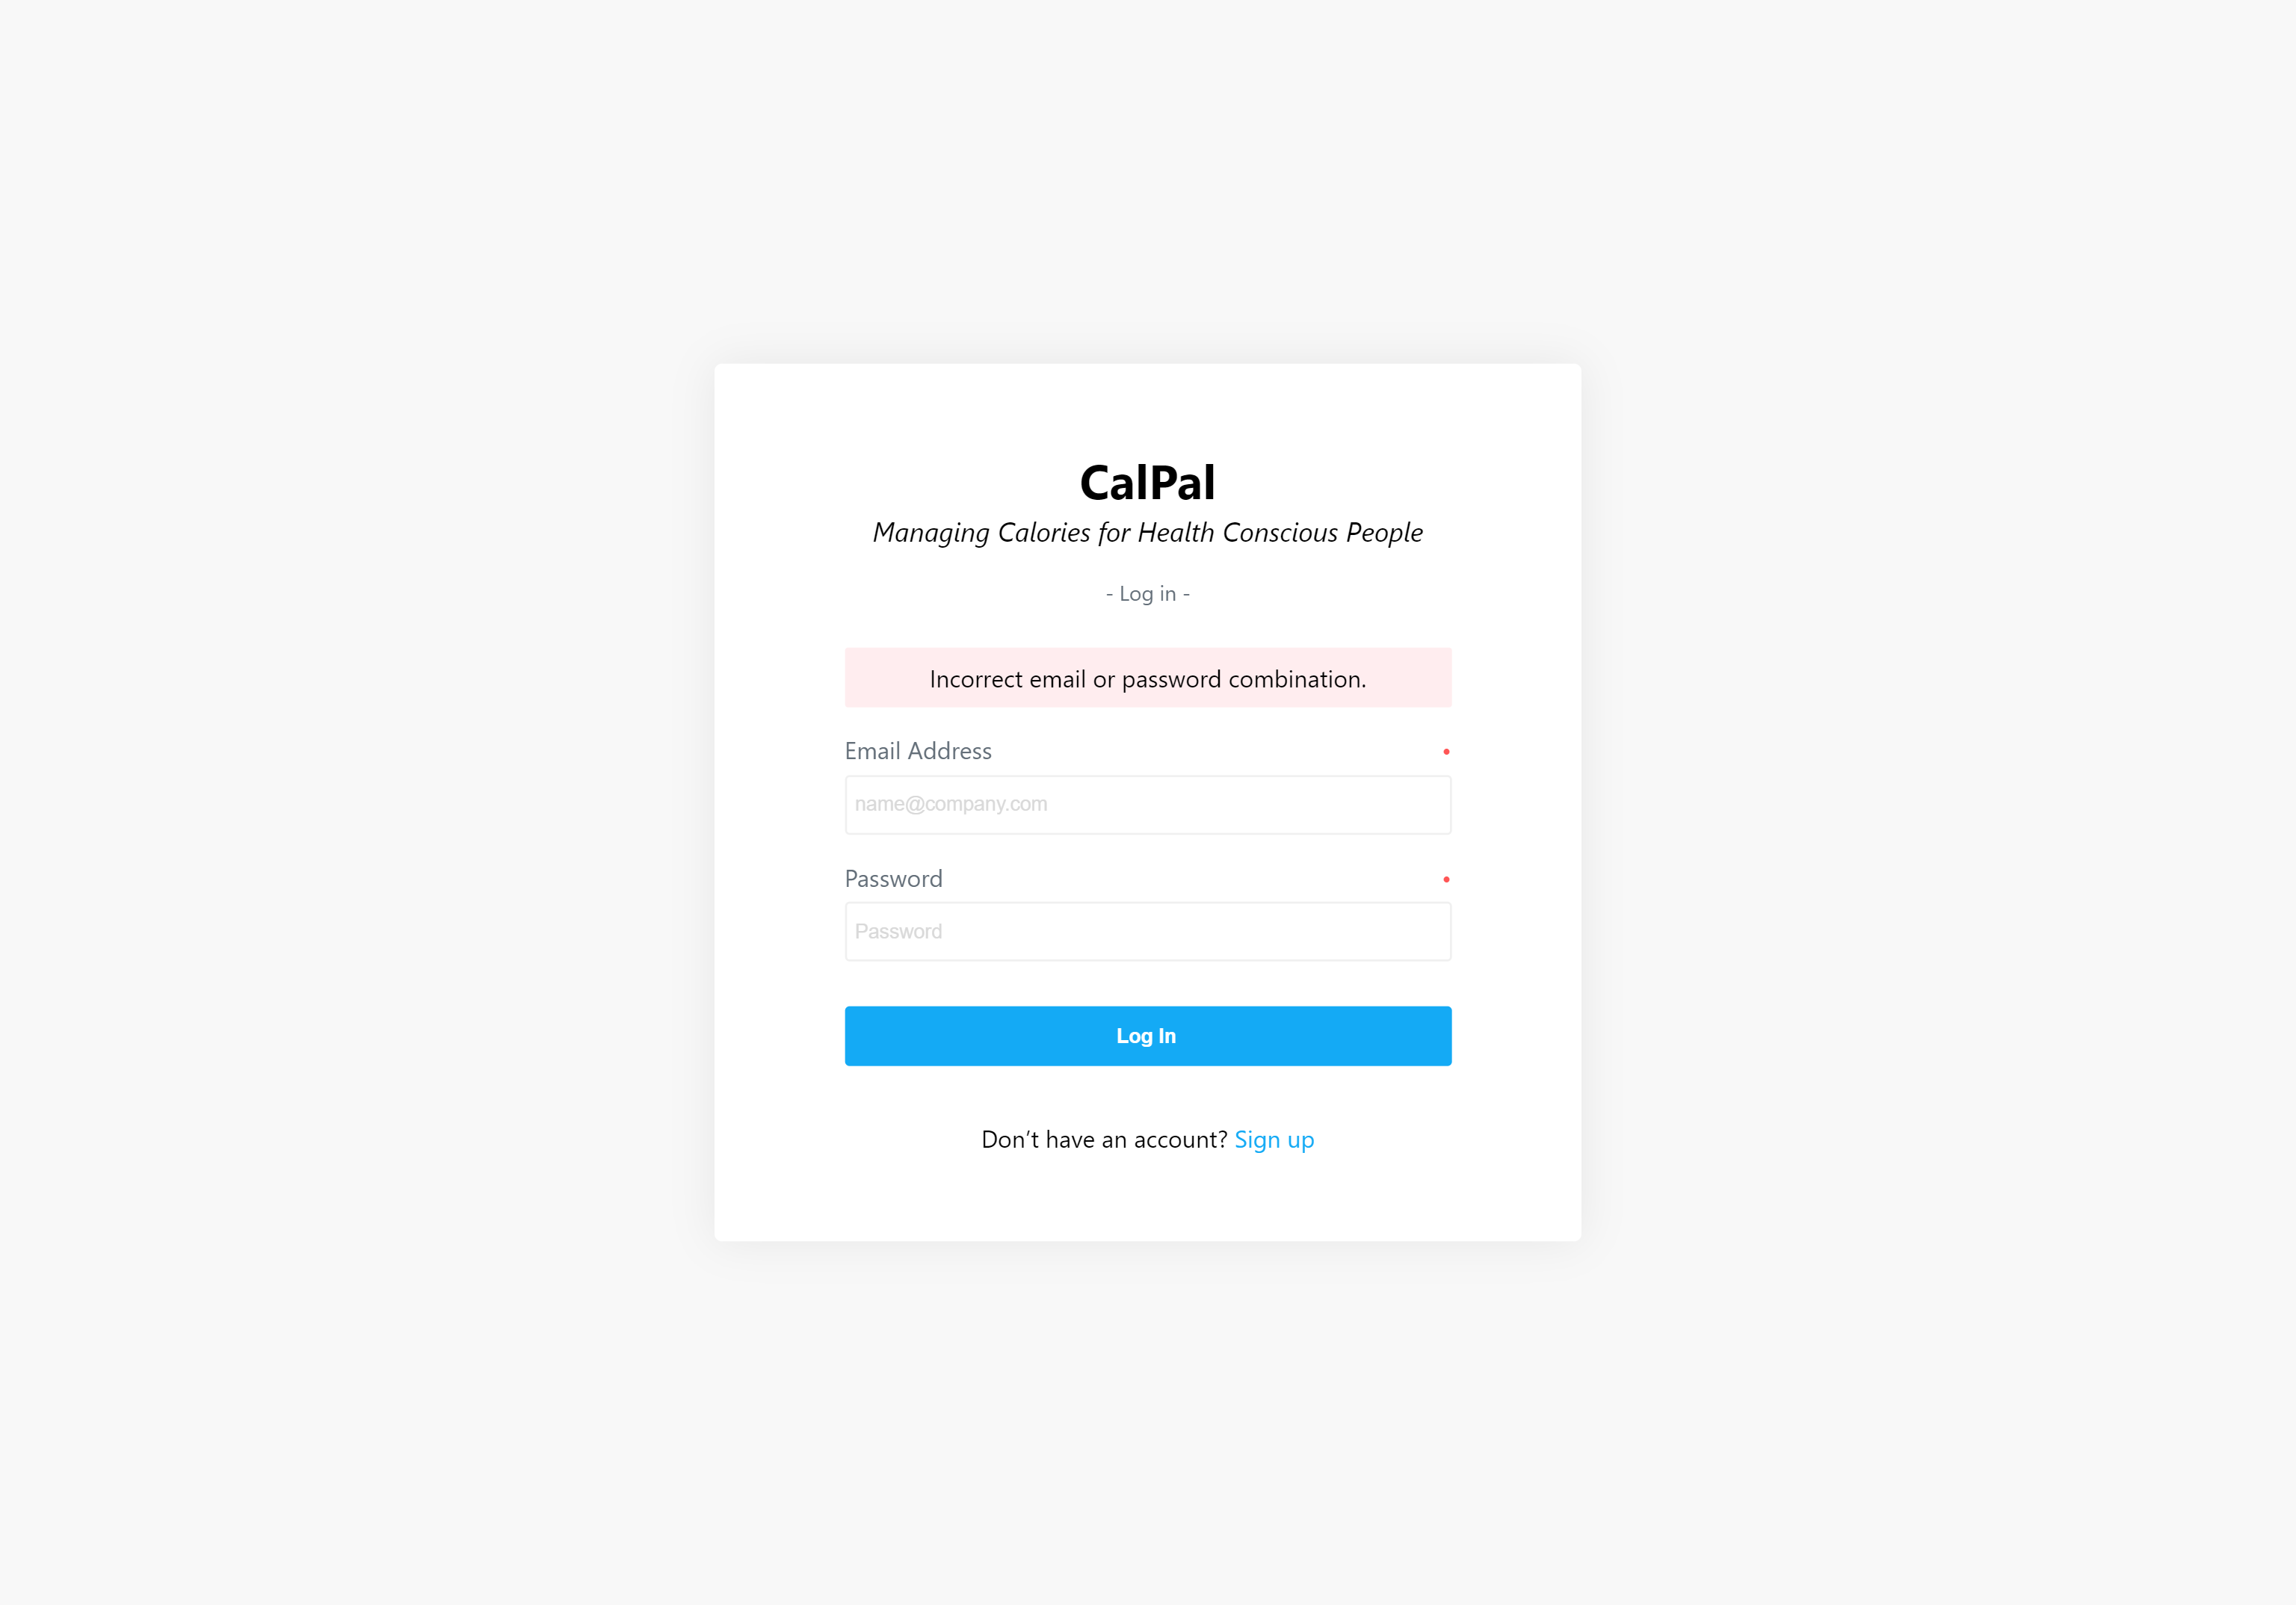 CalPal
Managing Calories for Health Conscious People
- Log in -
Incorrect email or password combination.
Email Address
name@company.com
Password
Password
Log In
Don’t have an account? Sign up